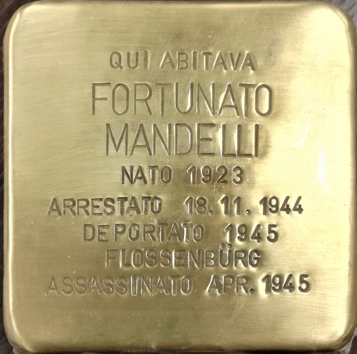 QUI ABITAVA
FORTUNATO
MANDELLI
NATO 1923
ARRESTATO 18.11.1944
DEPORTATO 1945
FLOSSENBÜRG
ASSASSINATO APR. 1945